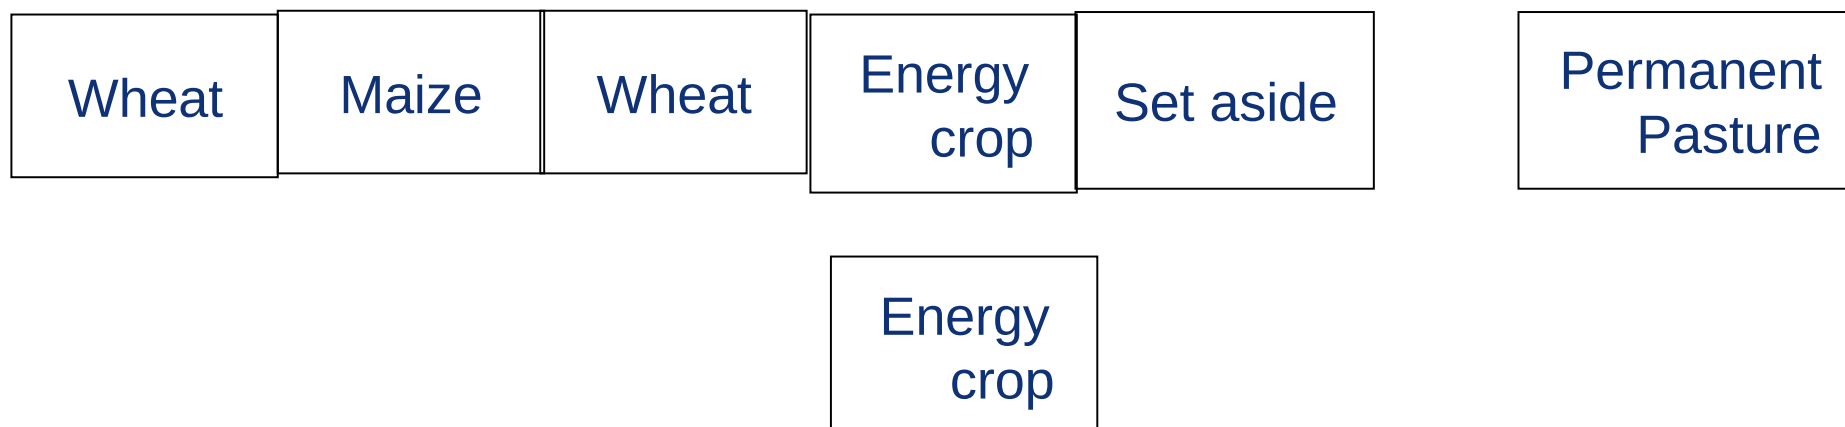 Wheat
Maize
Wheat
Energy
crop
Set aside
Permanent
Pasture
Energy
crop